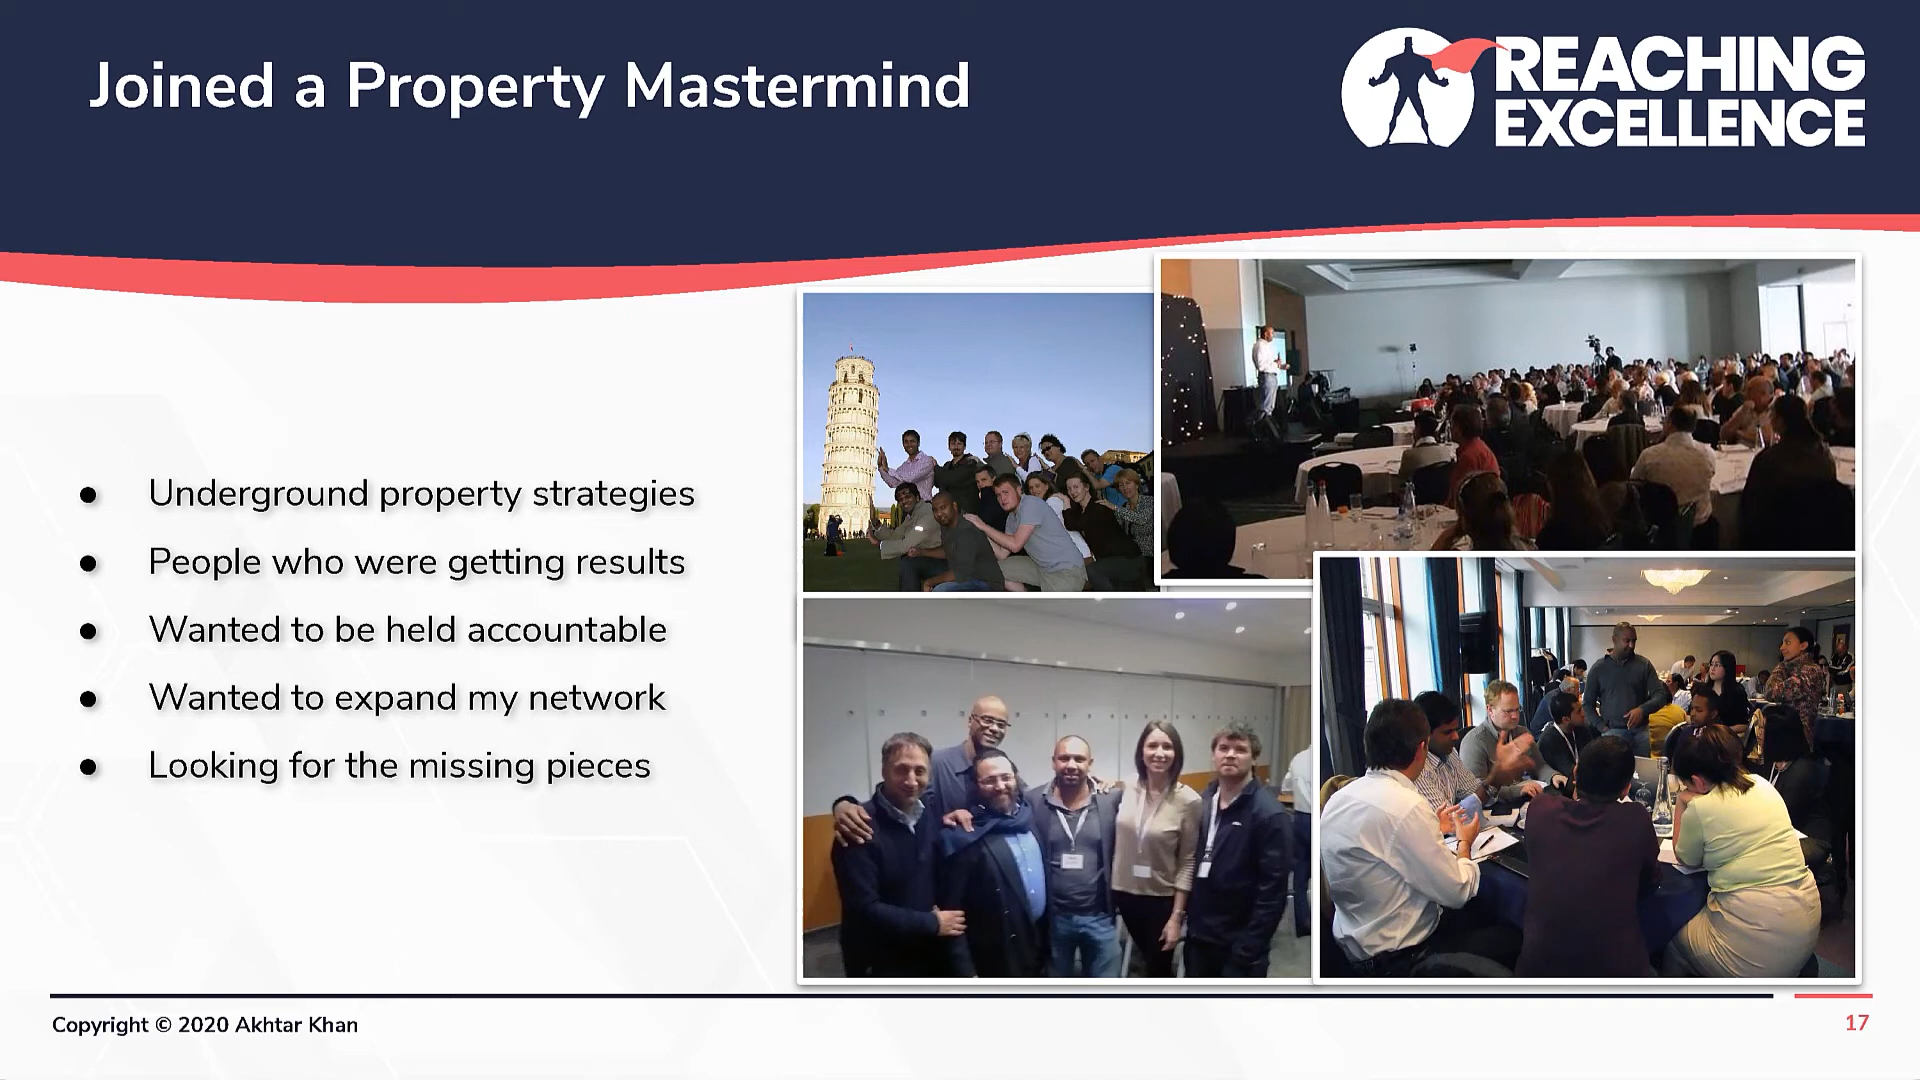 Joined a Property Mastermind
REACHING
EXCELLENCE
● Underground property strategies
● People who were getting results
● Wanted to be held accountable
● Wanted to expand my network
● Looking for the missing pieces
Copyright © 2020 Akhtar Khan
17